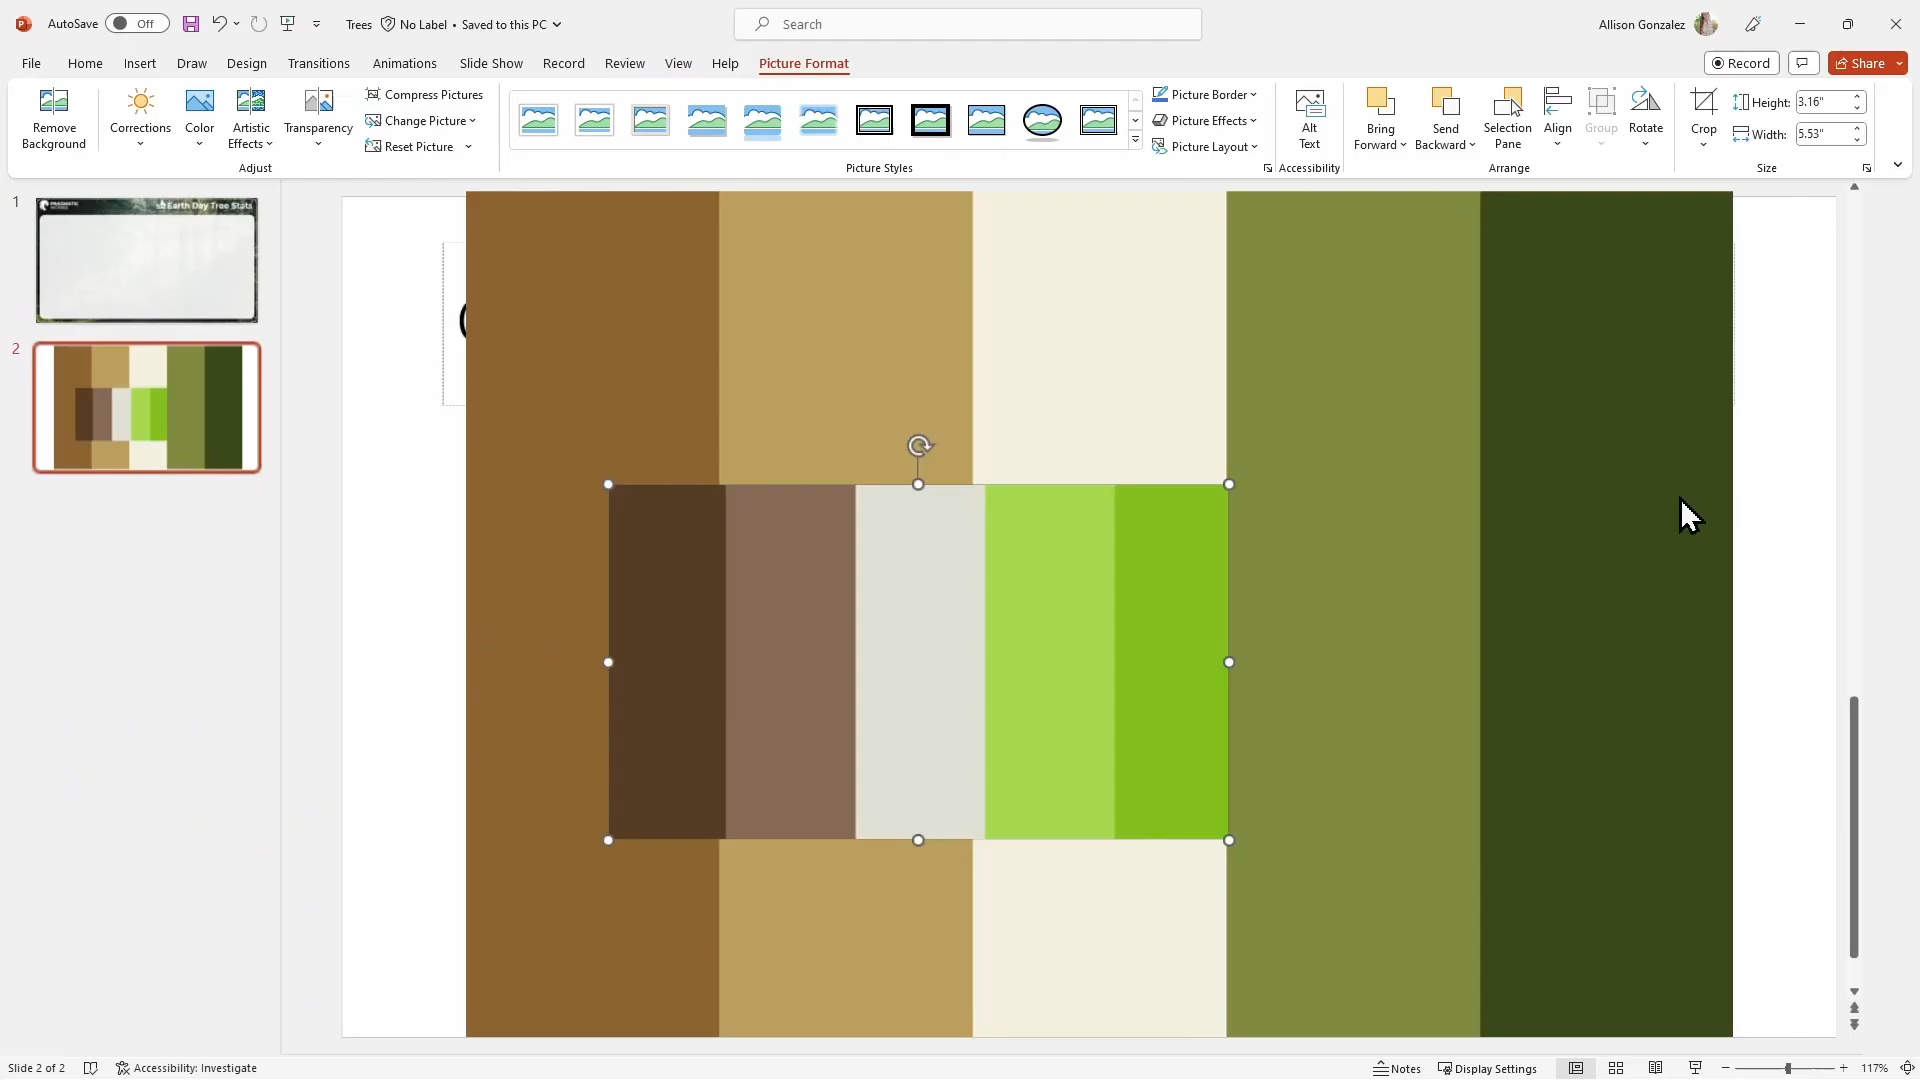 AutoSave Off Trees No Label • Saved to this PC Search Allison Gonzalez
File Home Insert Draw Design Transitions Animations Slide Show Record Review View Help Picture Format Record Share
Remove Background
Corrections
Color
Artistic Effects
Transparency
Compress Pictures
Change Picture
Reset Picture
Adjust
Picture Styles
Picture Border
Picture Effects
Picture Layout
Alt Text
Accessibility
Bring Forward
Send Backward
Selection Pane
Align
Group
Rotate
Arrange
Crop
Height: 3.16"
Width: 5.53"
Size
1
PRAGMATIC WORKS
Earth Day Tree Stats
2
Slide 2 of 2 Accessibility: Investigate Notes Display Settings 117%